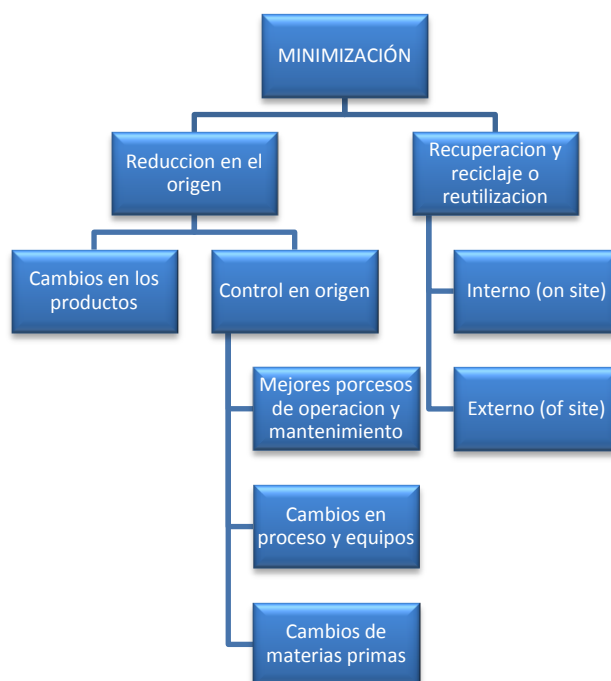 MINIMIZACIÓN
Reduccion en el
origen
Recuperacion y
reciclaje o
reutilizacion
Cambios en los
productos
Control en origen
Interno (on site)
Mejores porcesos
de operacion y
mantenimiento
Externo (of site)
Cambios en
proceso y equipos
Cambios de
materias primas